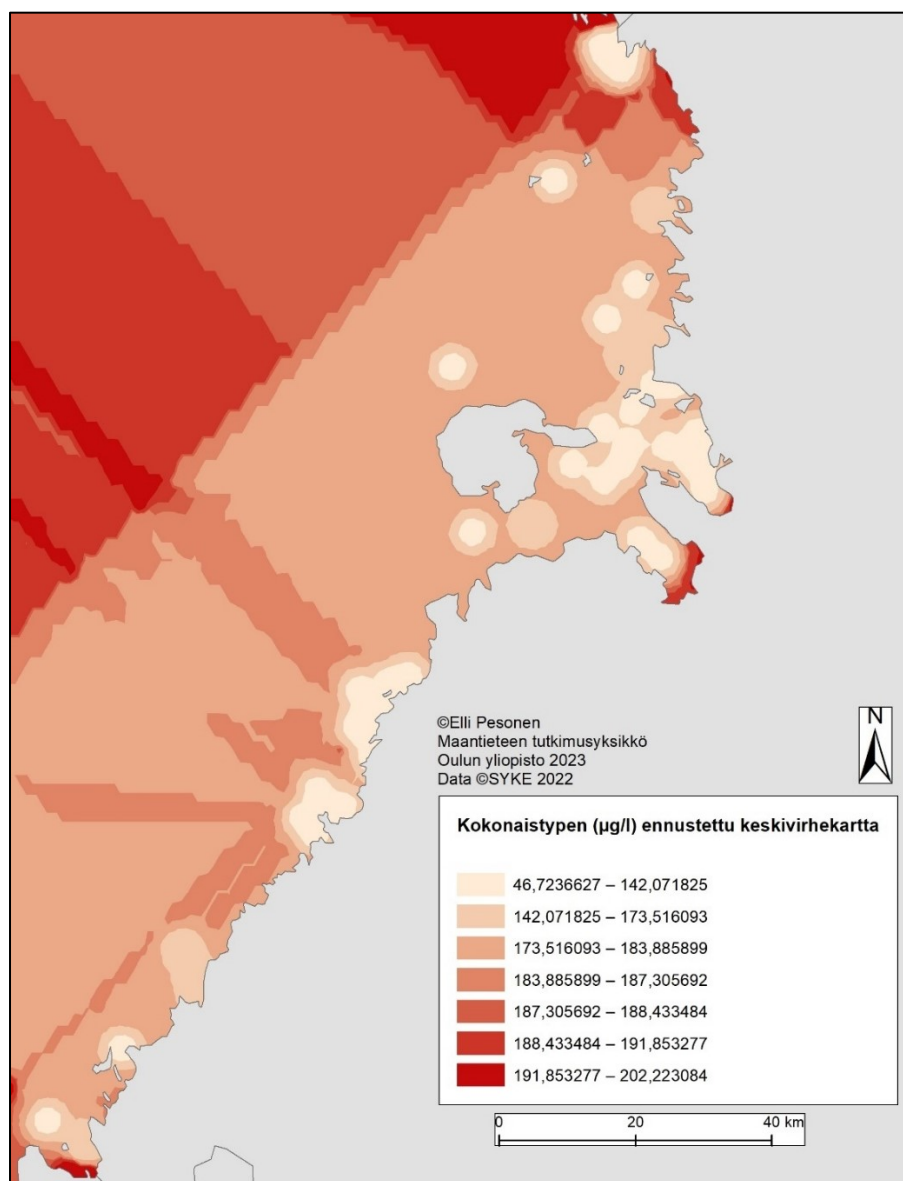 ©Elli Pesonen
Maantieteen tutkimusyksikkö
Oulun yliopisto 2023
Data ©SYKE 2022
N
Kokonaistypen (µg/l) ennustettu keskivirhekartta
46,7236627 – 142,071825
142,071825 – 173,516093
173,516093 – 183,885899
183,885899 – 187,305692
187,305692 – 188,433484
188,433484 – 191,853277
191,853277 – 202,223084
0 20 40 km